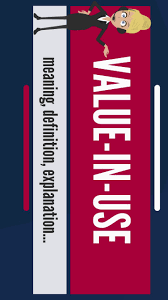 VALUE-IN-USE
meaning, definition, explanation...